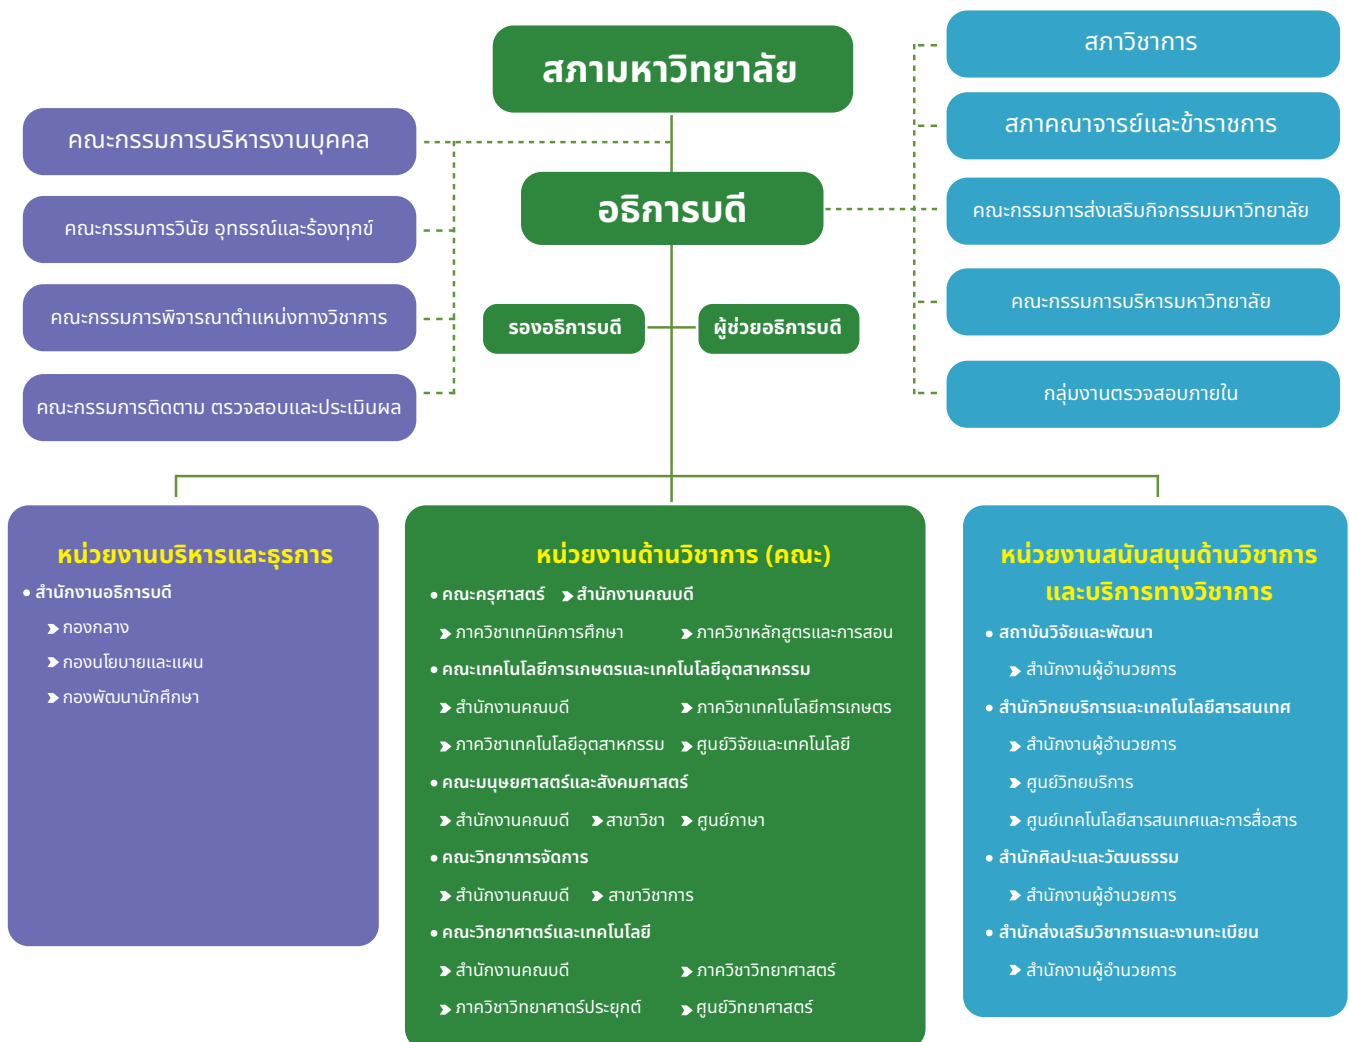 สภามหาวิทยาลัย
อธิการบดี
รองอธิการบดี
ผู้ช่วยอธิการบดี
คณะกรรมการบริหารงานบุคคล
คณะกรรมการวินัย อุทธรณ์และร้องทุกข์
คณะกรรมการพิจารณาตำแหน่งทางวิชาการ
คณะกรรมการติดตาม ตรวจสอบและประเมินผล
สภาวิชาการ
สภาคณาจารย์และข้าราชการ
คณะกรรมการส่งเสริมกิจกรรมมหาวิทยาลัย
คณะกรรมการบริหารมหาวิทยาลัย
กลุ่มงานตรวจสอบภายใน
หน่วยงานบริหารและธุรการ
สำนักงานอธิการบดี
กองกลาง
กองนโยบายและแผน
กองพัฒนานักศึกษา
หน่วยงานด้านวิชาการ (คณะ)
คณะครุศาสตร์ สำนักงานคณบดี
ภาควิชาเทคนิคการศึกษา ภาควิชาหลักสูตรและการสอน
คณะเทคโนโลยีการเกษตรและเทคโนโลยีอุตสาหกรรม
สำนักงานคณบดี ภาควิชาเทคโนโลยีการเกษตร
ภาควิชาเทคโนโลยีอุตสาหกรรม ศูนย์วิจัยและเทคโนโลยี
คณะมนุษยศาสตร์และสังคมศาสตร์
สำนักงานคณบดี สาขาวิชา ศูนย์ภาษา
คณะวิทยาการจัดการ
สำนักงานคณบดี สาขาวิชาการ
คณะวิทยาศาตร์และเทคโนโลยี
สำนักงานคณบดี ภาควิชาวิทยาศาสตร์
ภาควิชาวิทยาศาตร์ประยุกต์ ศูนย์วิทยาศาสตร์
หน่วยงานสนับสนุนด้านวิชาการ
และบริการทางวิชาการ
สถาบันวิจัยและพัฒนา
สำนักงานผู้อำนวยการ
สำนักวิทยบริการและเทคโนโลยีสารสนเทศ
สำนักงานผู้อำนวยการ
ศูนย์วิทยบริการ
ศูนย์เทคโนโลยีสารสนเทศและการสื่อสาร
สำนักศิลปะและวัฒนธรรม
สำนักงานผู้อำนวยการ
สำนักส่งเสริมวิชาการและงานทะเบียน
สำนักงานผู้อำนวยการ